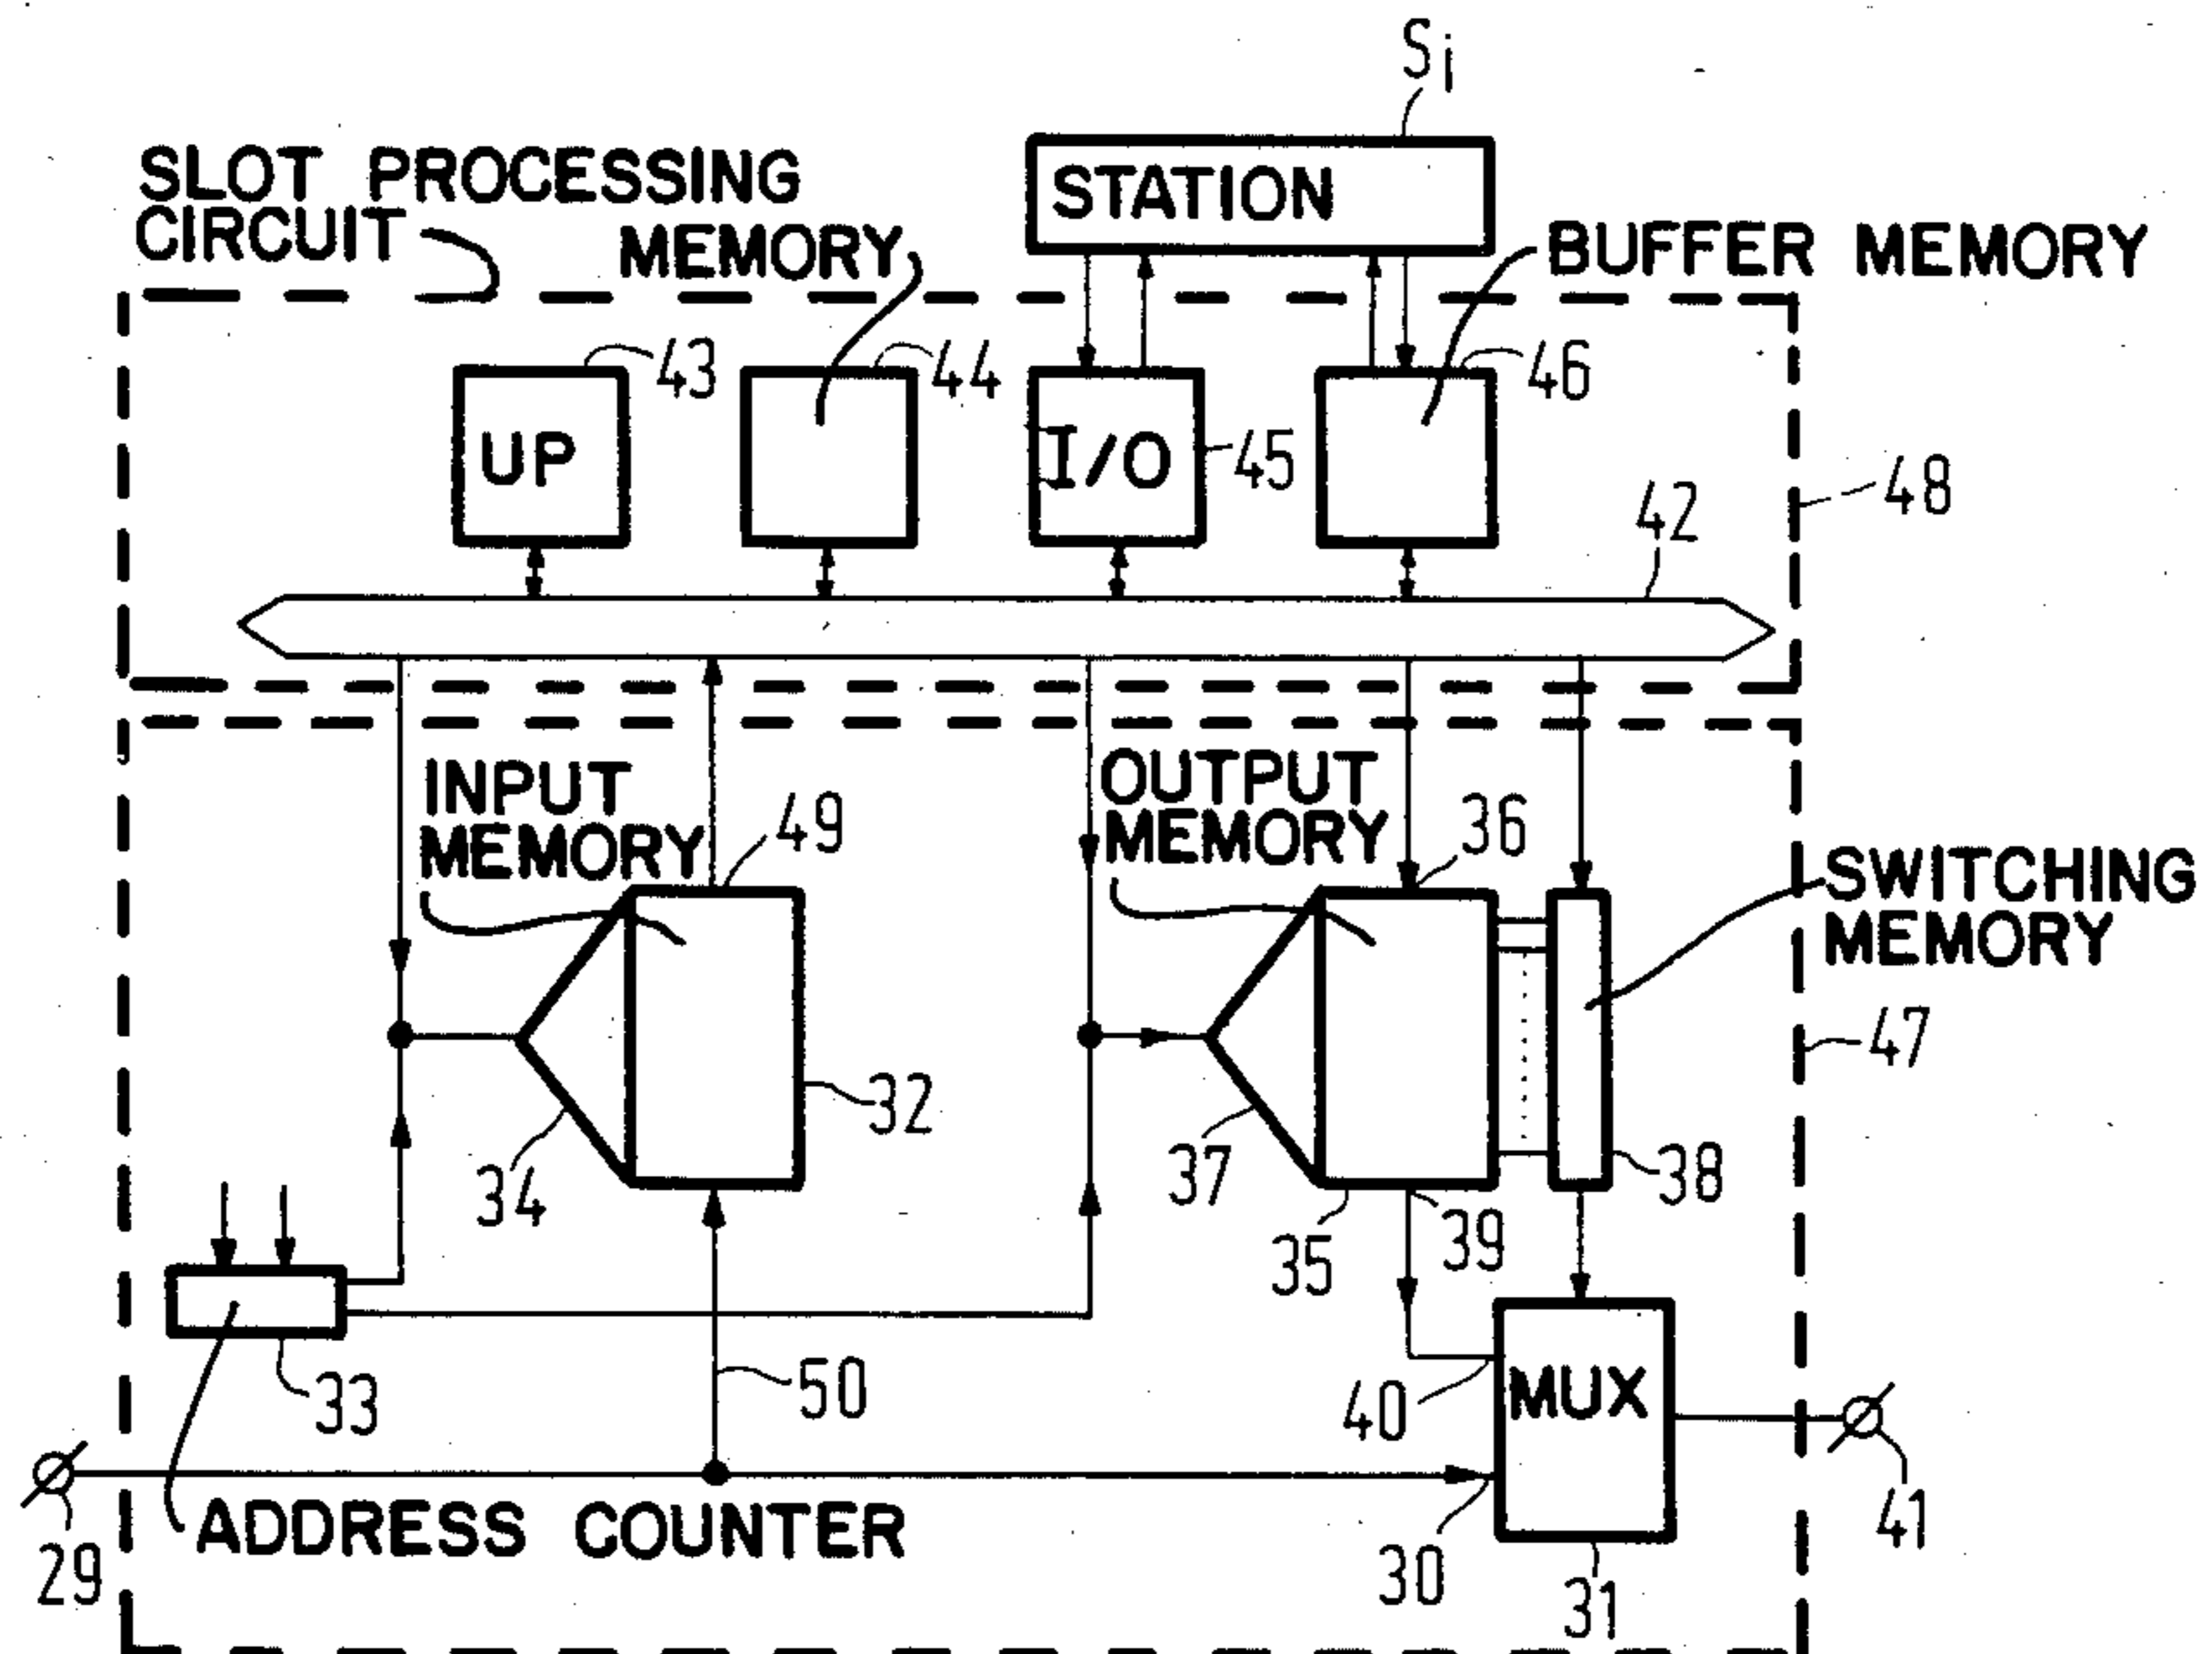 Si
SLOT PROCESSING
CIRCUIT
MEMORY
STATION
BUFFER MEMORY
43
44
46
UP
I/O
45
48
42
INPUT
MEMORY
49
OUTPUT
MEMORY
36
SWITCHING
MEMORY
47
32
34
37
38
35
39
33
50
40
MUX
41
29
ADDRESS COUNTER
30
31